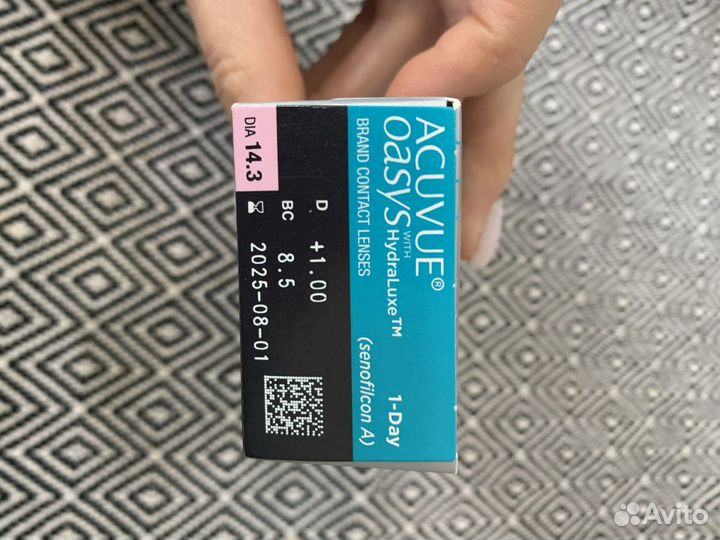 ACUVUE®
oasys WITH HydraLuxe™ 1-Day
BRAND CONTACT LENSES (senofilcon A)
D +1.00
BC 8.5
DIA 14.3 2025-08-01
Avito